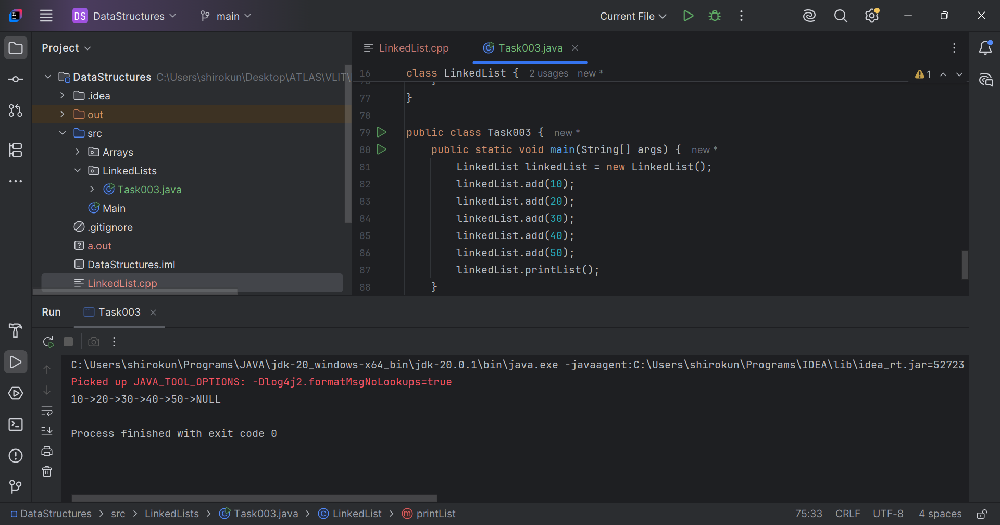 DS DataStructures main Current File
Project
LinkedList.cpp Task003.java
DataStructures C:\Users\shirokun\Desktop\ATLAS\VLIT\
.idea
out
src
Arrays
LinkedLists
Task003.java
Main
.gitignore
a.out
DataStructures.iml
LinkedList.cpp
16 class LinkedList { 2 usages new *
1
77 }
78
79 public class Task003 { new *
80 public static void main(String[] args) { new *
81 LinkedList linkedList = new LinkedList();
82 linkedList.add(10);
83 linkedList.add(20);
84 linkedList.add(30);
85 linkedList.add(40);
86 linkedList.add(50);
87 linkedList.printList();
88 }
Run Task003
C:\Users\shirokun\Programs\JAVA\jdk-20_windows-x64_bin\jdk-20.0.1\bin\java.exe -javaagent:C:\Users\shirokun\Programs\IDEA\lib\idea_rt.jar=52723
Picked up JAVA_TOOL_OPTIONS: -Dlog4j2.formatMsgNoLookups=true
10->20->30->40->50->NULL
Process finished with exit code 0
DataStructures > src > LinkedLists > Task003.java > LinkedList > printList 75:33 CRLF UTF-8 4 spaces